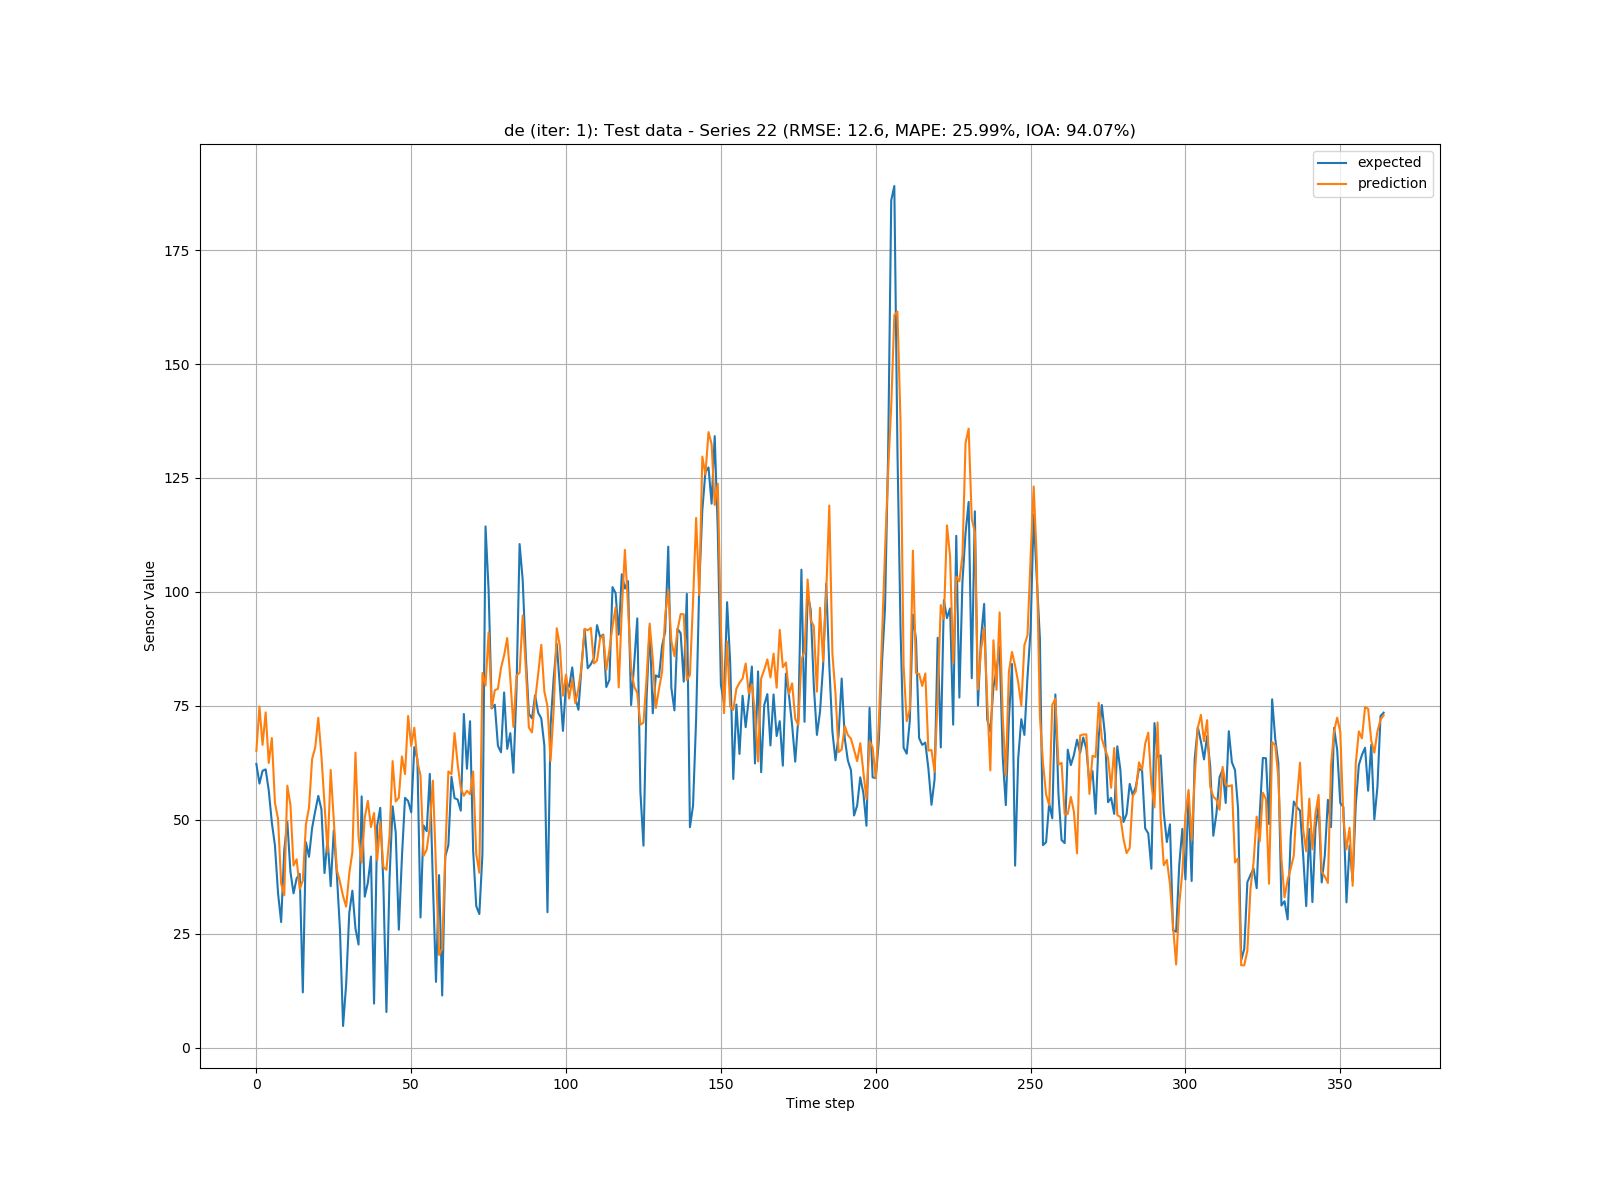 de (iter: 1): Test data - Series 22 (RMSE: 12.6, MAPE: 25.99%, IOA: 94.07%)
expected
prediction
175
150
125
100
75
50
25
0
Sensor Value
0 50 100 150 200 250 300 350
Time step